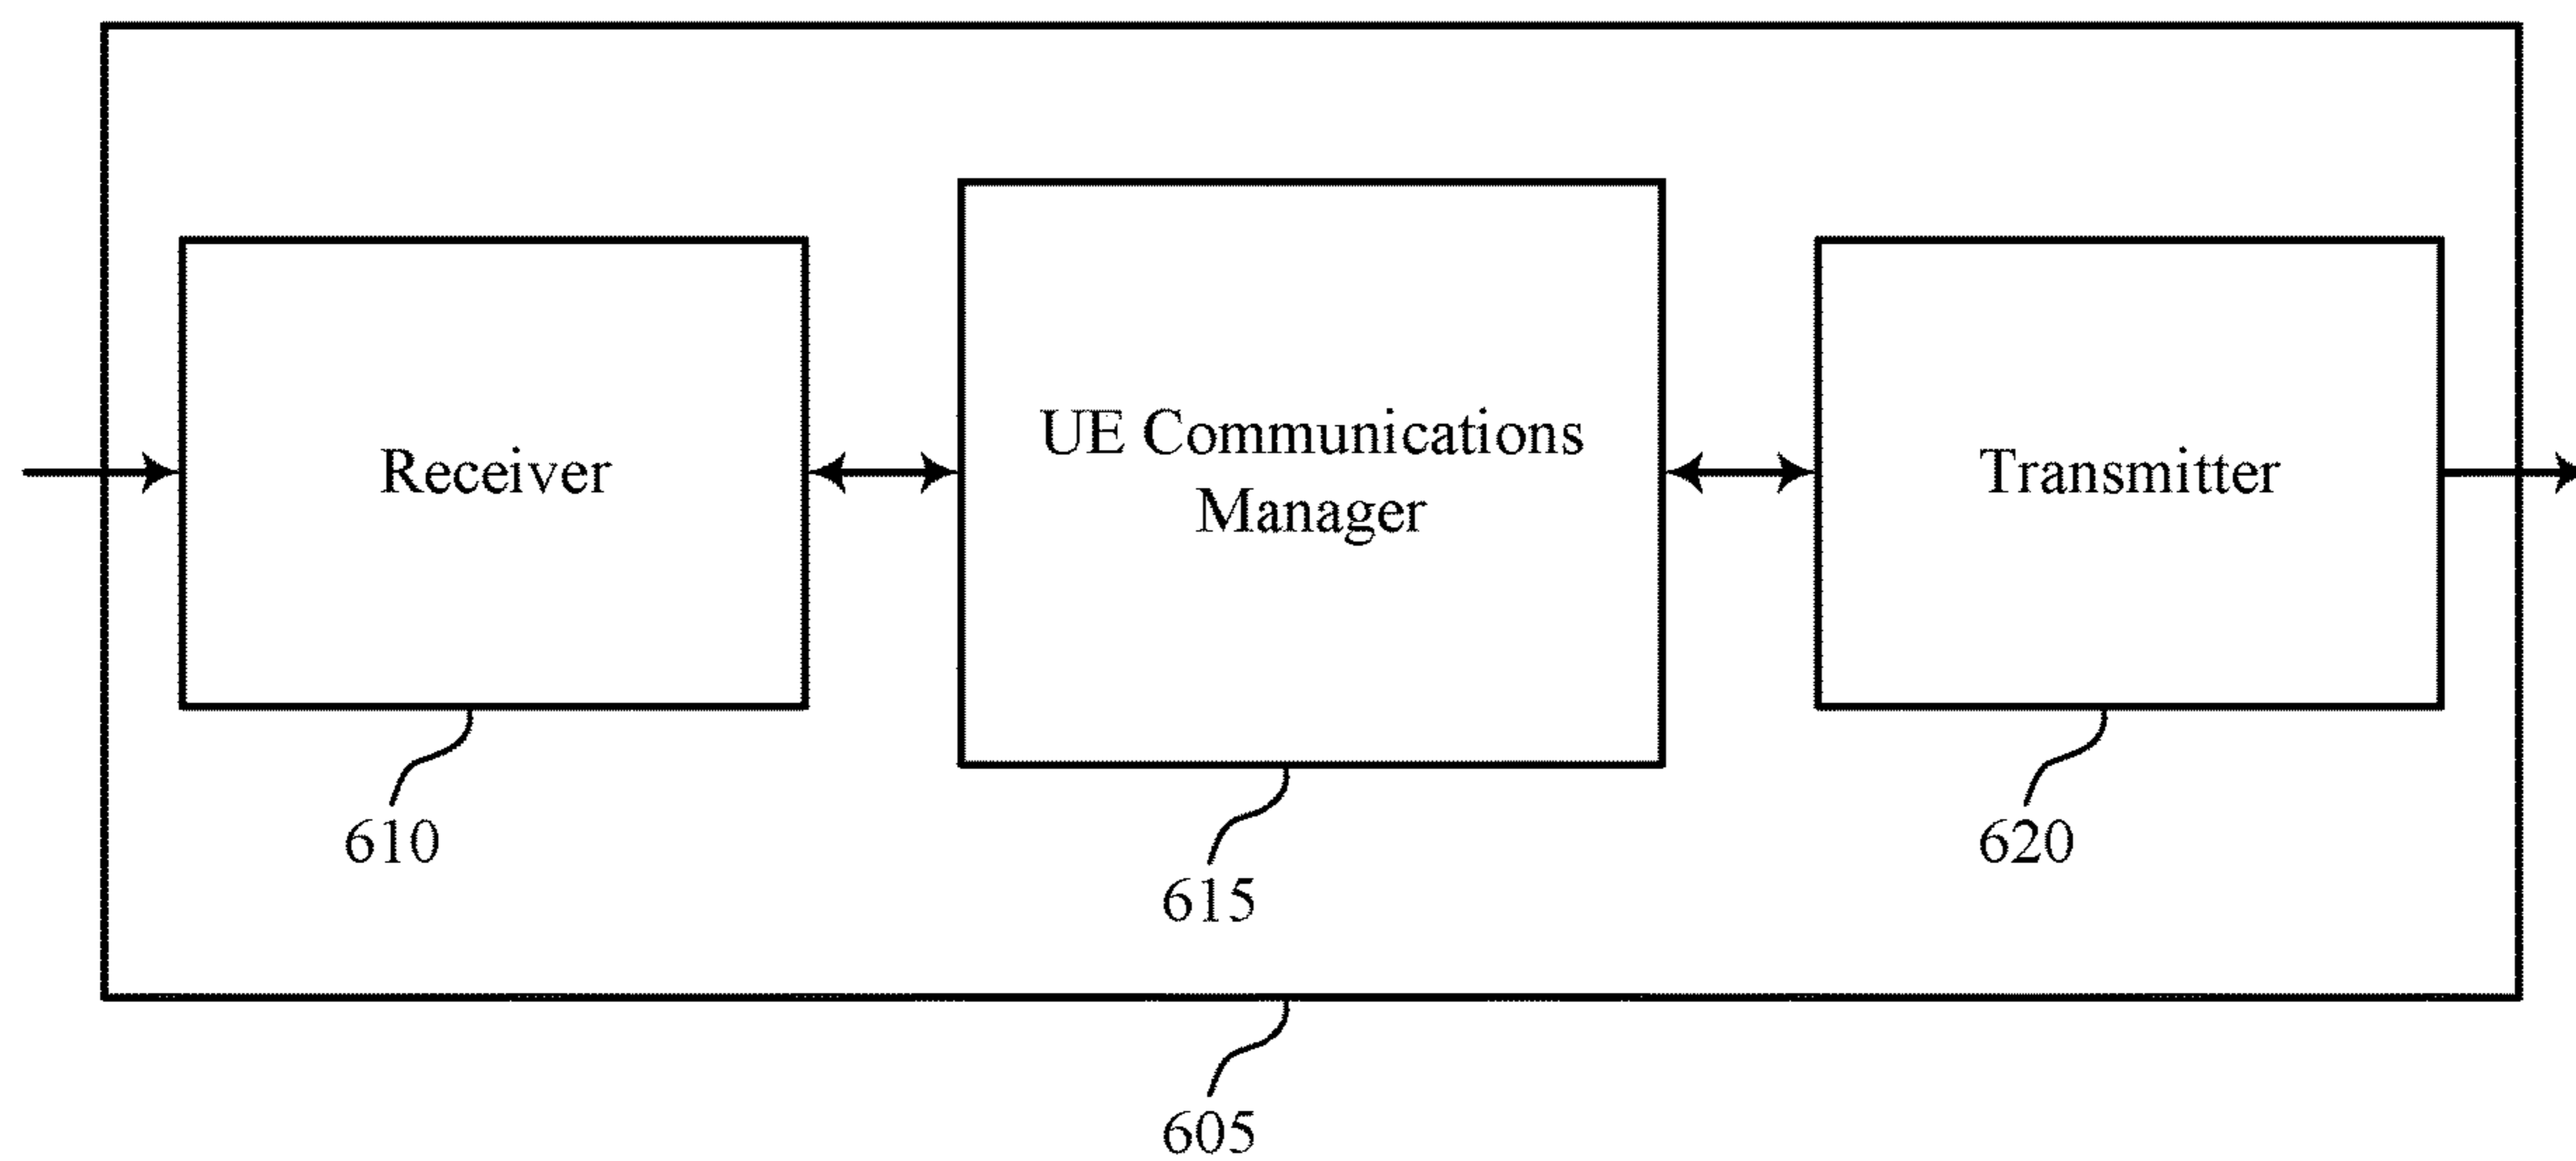 Receiver
UE Communications
Manager
Transmitter
610
615
620
605